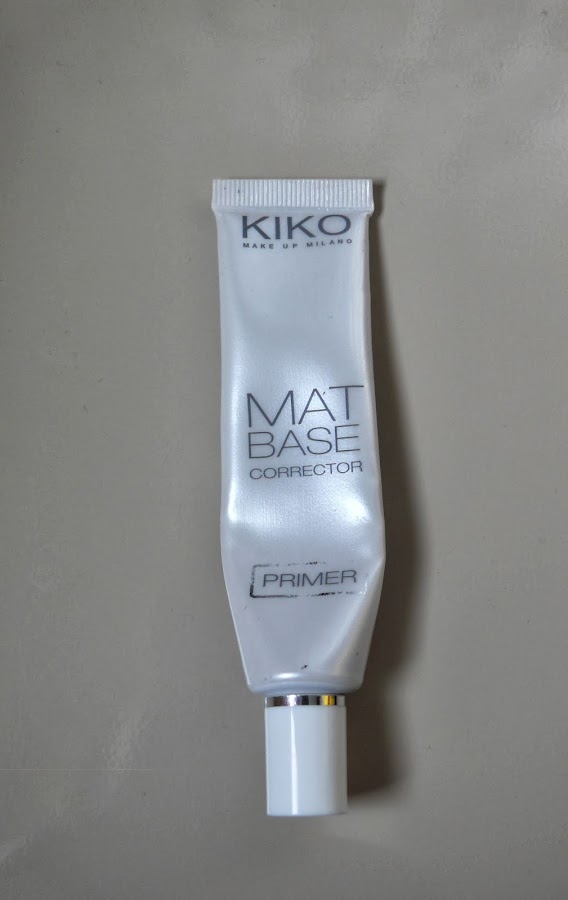 KIKO
MAKE UP MILANO
MAT
BASE
CORRECTOR
PRIMER